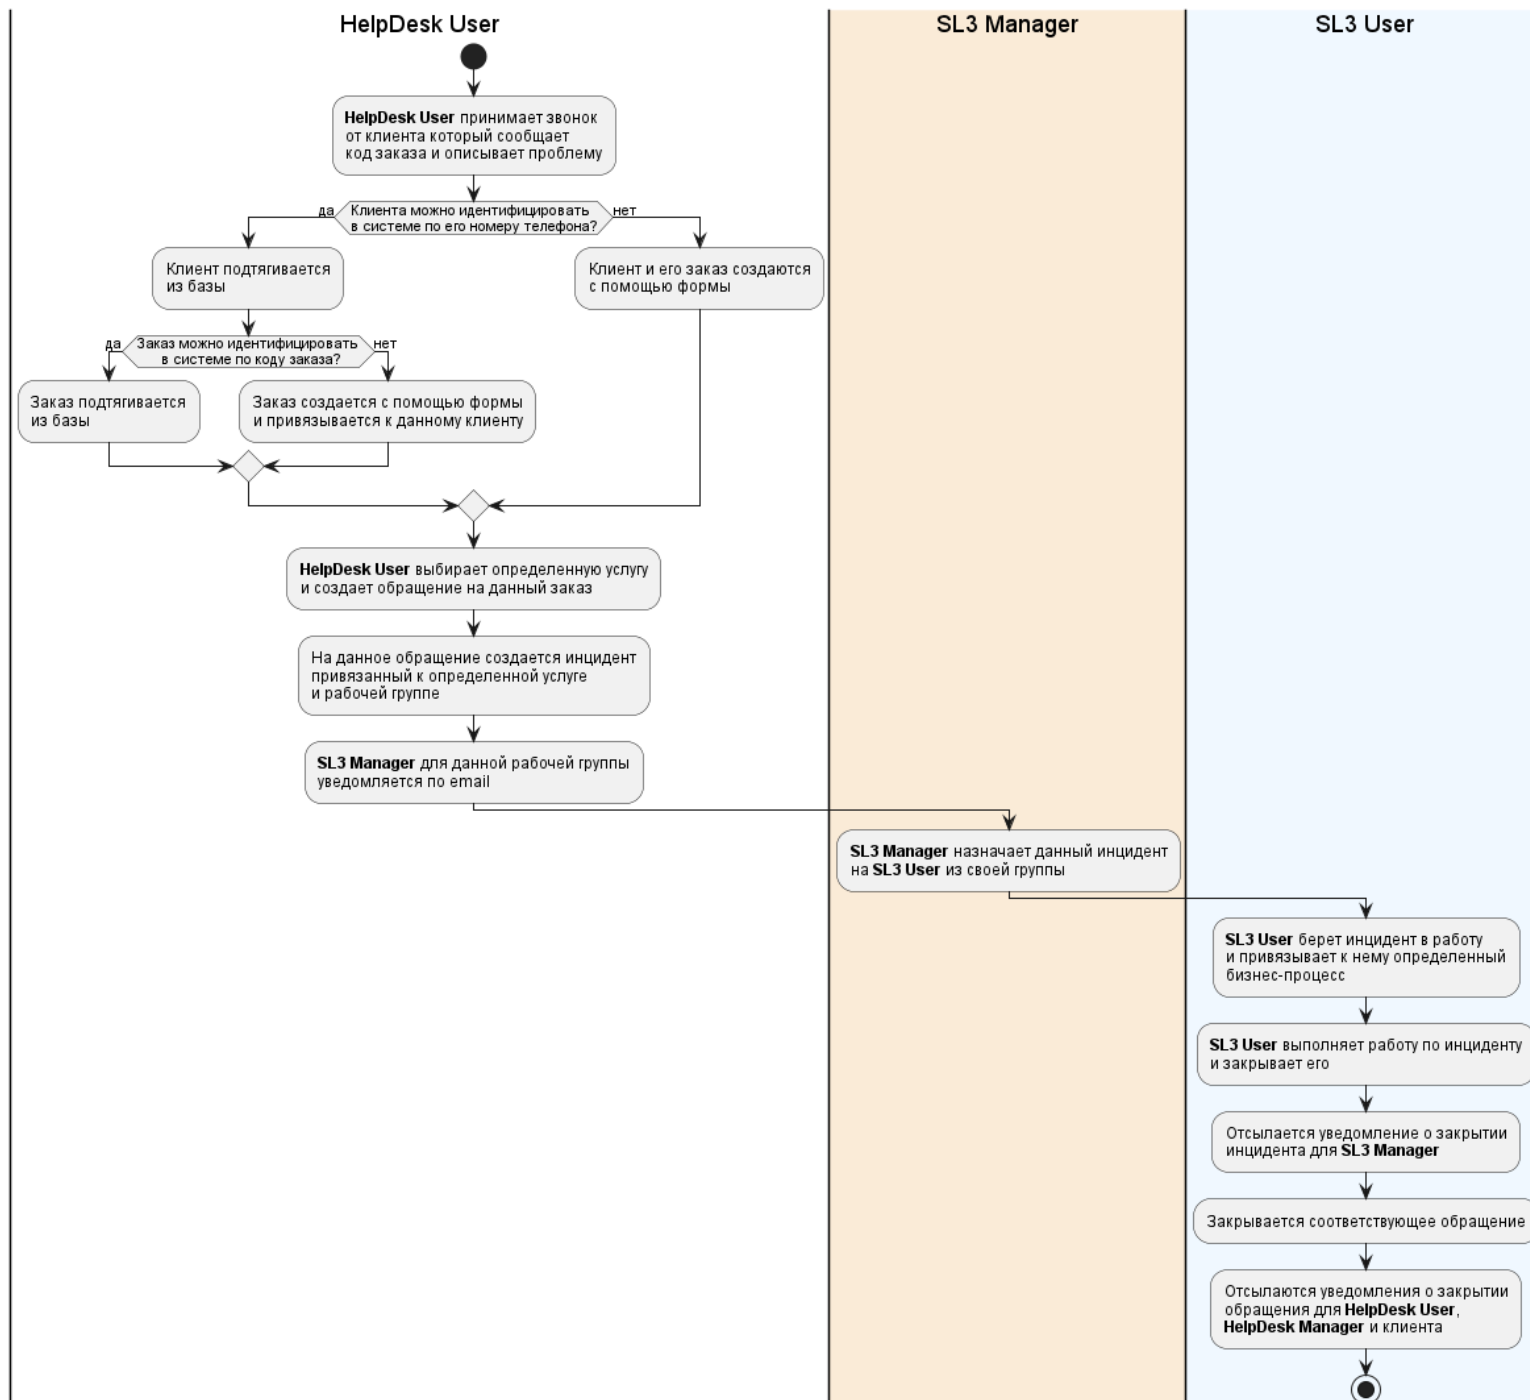 HelpDesk User
SL3 Manager
SL3 User
HelpDesk User принимает звонок
от клиента который сообщает
код заказа и описывает проблему
да
Клиента можно идентифицировать
в системе по его номеру телефона?
нет
Клиент подтягивается
из базы
Клиент и его заказ создаются
с помощью формы
да
Заказ можно идентифицировать
в системе по коду заказа?
нет
Заказ подтягивается
из базы
Заказ создается с помощью формы
и привязывается к данному клиенту
HelpDesk User выбирает определенную услугу
и создает обращение на данный заказ
На данное обращение создается инцидент
привязанный к определенной услуге
и рабочей группе
SL3 Manager для данной рабочей группы
уведомляется по email
SL3 Manager назначает данный инцидент
на SL3 User из своей группы
SL3 User берет инцидент в работу
и привязывает к нему определенный
бизнес-процесс
SL3 User выполняет работу по инциденту
и закрывает его
Отсылается уведомление о закрытии
инцидента для SL3 Manager
Закрывается соответствующее обращение
Отсылаются уведомления о закрытии
обращения для HelpDesk User,
HelpDesk Manager и клиента